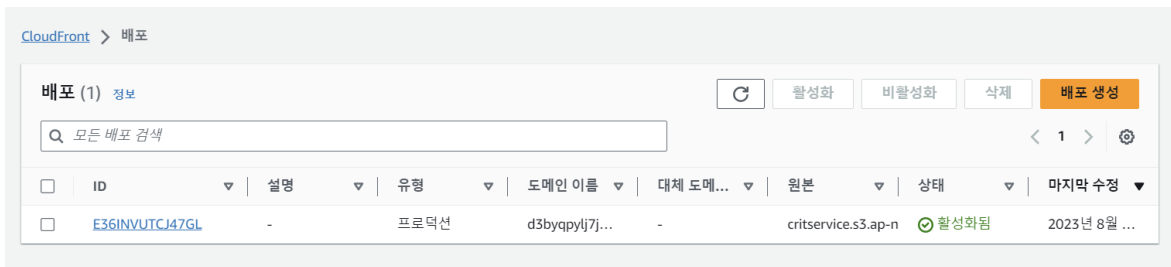 CloudFront > 배포
배포 (1) 정보 활성화 비활성화 삭제 배포 생성
모든 배포 검색 1
ID 설명 유형 도메인 이름 대체 도메... 원본 상태 마지막 수정
E36INVUTCJ47GL - 프로덕션 d3byqpylj7j... - critservice.s3.ap-n 활성화됨 2023년 8월 ...